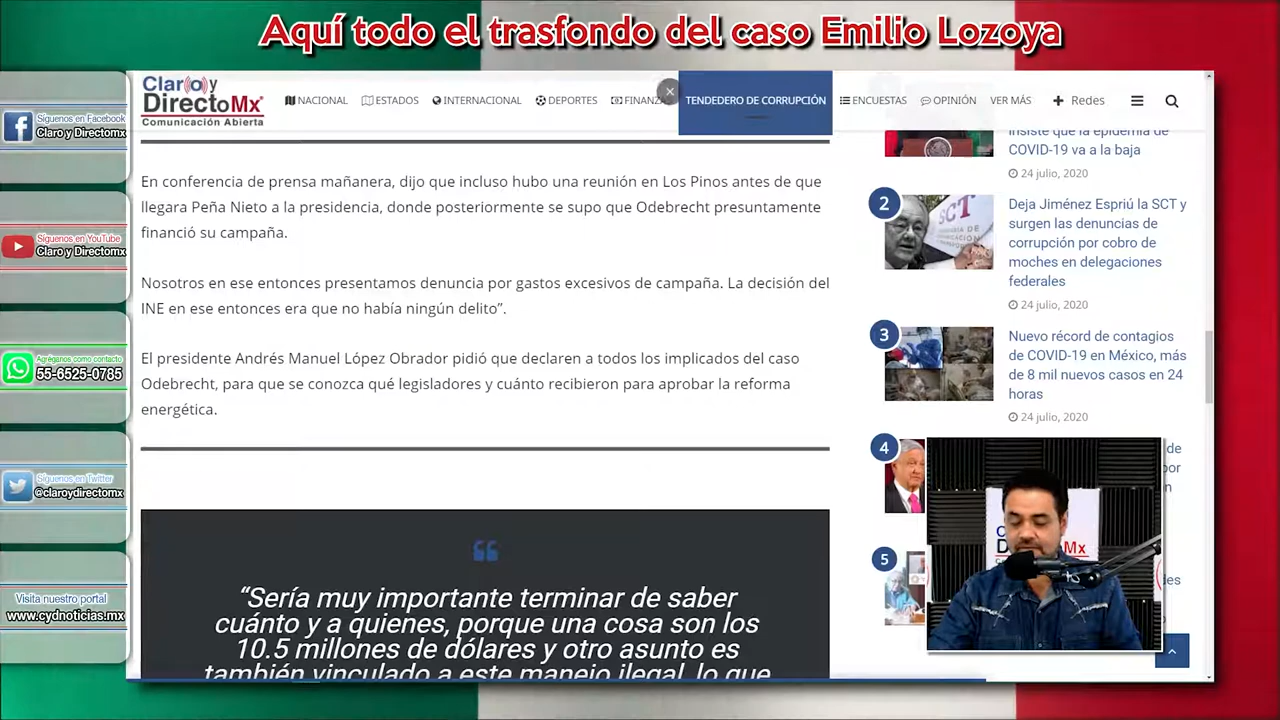 Aquí todo el trasfondo del caso Emilio Lozoya
Síguenos en Facebook
Claro y Directomx
Síguenos en YouTube
Claro y Directomx
Agréganos como contacto
55-6525-0785
Síguenos en Twitter
@claroydirectomx
Visita nuestro portal
www.cydnoticias.mx
Claro y
DirectoMx
Comunicación Abierta
NACIONAL
ESTADOS
INTERNACIONAL
DEPORTES
TENDEDERO DE CORRUPCIÓN
ENCUESTAS
OPINIÓN
VER MÁS
Redes
En conferencia de prensa mañanera, dijo que incluso hubo una reunión en Los Pinos antes de que
llegara Peña Nieto a la presidencia, donde posteriormente se supo que Odebrecht presuntamente
financió su campaña.
Nosotros en ese entonces presentamos denuncia por gastos excesivos de campaña. La decisión del
INE en ese entonces era que no había ningún delito”.
El presidente Andrés Manuel López Obrador pidió que declaren a todos los implicados del caso
Odebrecht, para que se conozca qué legisladores y cuánto recibieron para aprobar la reforma
energética.
“Sería muy importante terminar de saber
cuánto y a quienes, porque una cosa son los
10.5 millones de dólares y otro asunto es
también vinculado a este manejo ilegal, lo que
insiste que la epidemia de
COVID-19 va a la baja
24 julio, 2020
2
SCT
Deja Jiménez Espriú la SCT y
surgen las denuncias de
corrupción por cobro de
moches en delegaciones
federales
24 julio, 2020
3
Nuevo récord de contagios
de COVID-19 en México, más
de 8 mil nuevos casos en 24
horas
24 julio, 2020
4
de
por
5
des